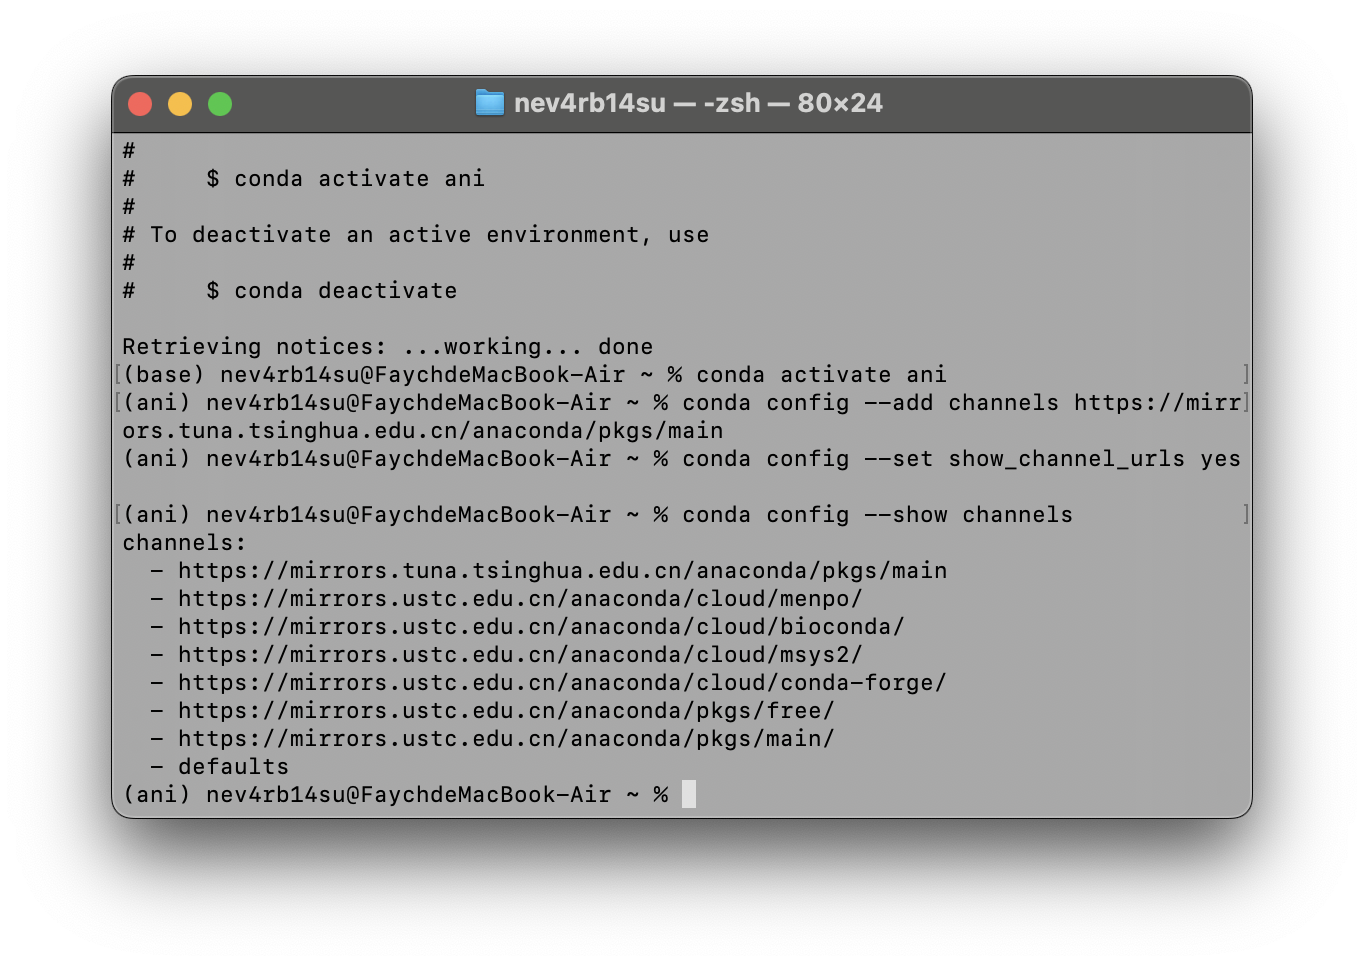 nev4rb14su — -zsh — 80×24
#
#     $ conda activate ani
#
# To deactivate an active environment, use
#
#     $ conda deactivate
Retrieving notices: ...working... done
[(base) nev4rb14su@FaychdeMacBook-Air ~ % conda activate ani ]
[(ani) nev4rb14su@FaychdeMacBook-Air ~ % conda config --add channels https://mirr]
ors.tuna.tsinghua.edu.cn/anaconda/pkgs/main
(ani) nev4rb14su@FaychdeMacBook-Air ~ % conda config --set show_channel_urls yes
[(ani) nev4rb14su@FaychdeMacBook-Air ~ % conda config --show channels ]
channels:
  - https://mirrors.tuna.tsinghua.edu.cn/anaconda/pkgs/main
  - https://mirrors.ustc.edu.cn/anaconda/cloud/menpo/
  - https://mirrors.ustc.edu.cn/anaconda/cloud/bioconda/
  - https://mirrors.ustc.edu.cn/anaconda/cloud/msys2/
  - https://mirrors.ustc.edu.cn/anaconda/cloud/conda-forge/
  - https://mirrors.ustc.edu.cn/anaconda/pkgs/free/
  - https://mirrors.ustc.edu.cn/anaconda/pkgs/main/
  - defaults
(ani) nev4rb14su@FaychdeMacBook-Air ~ %